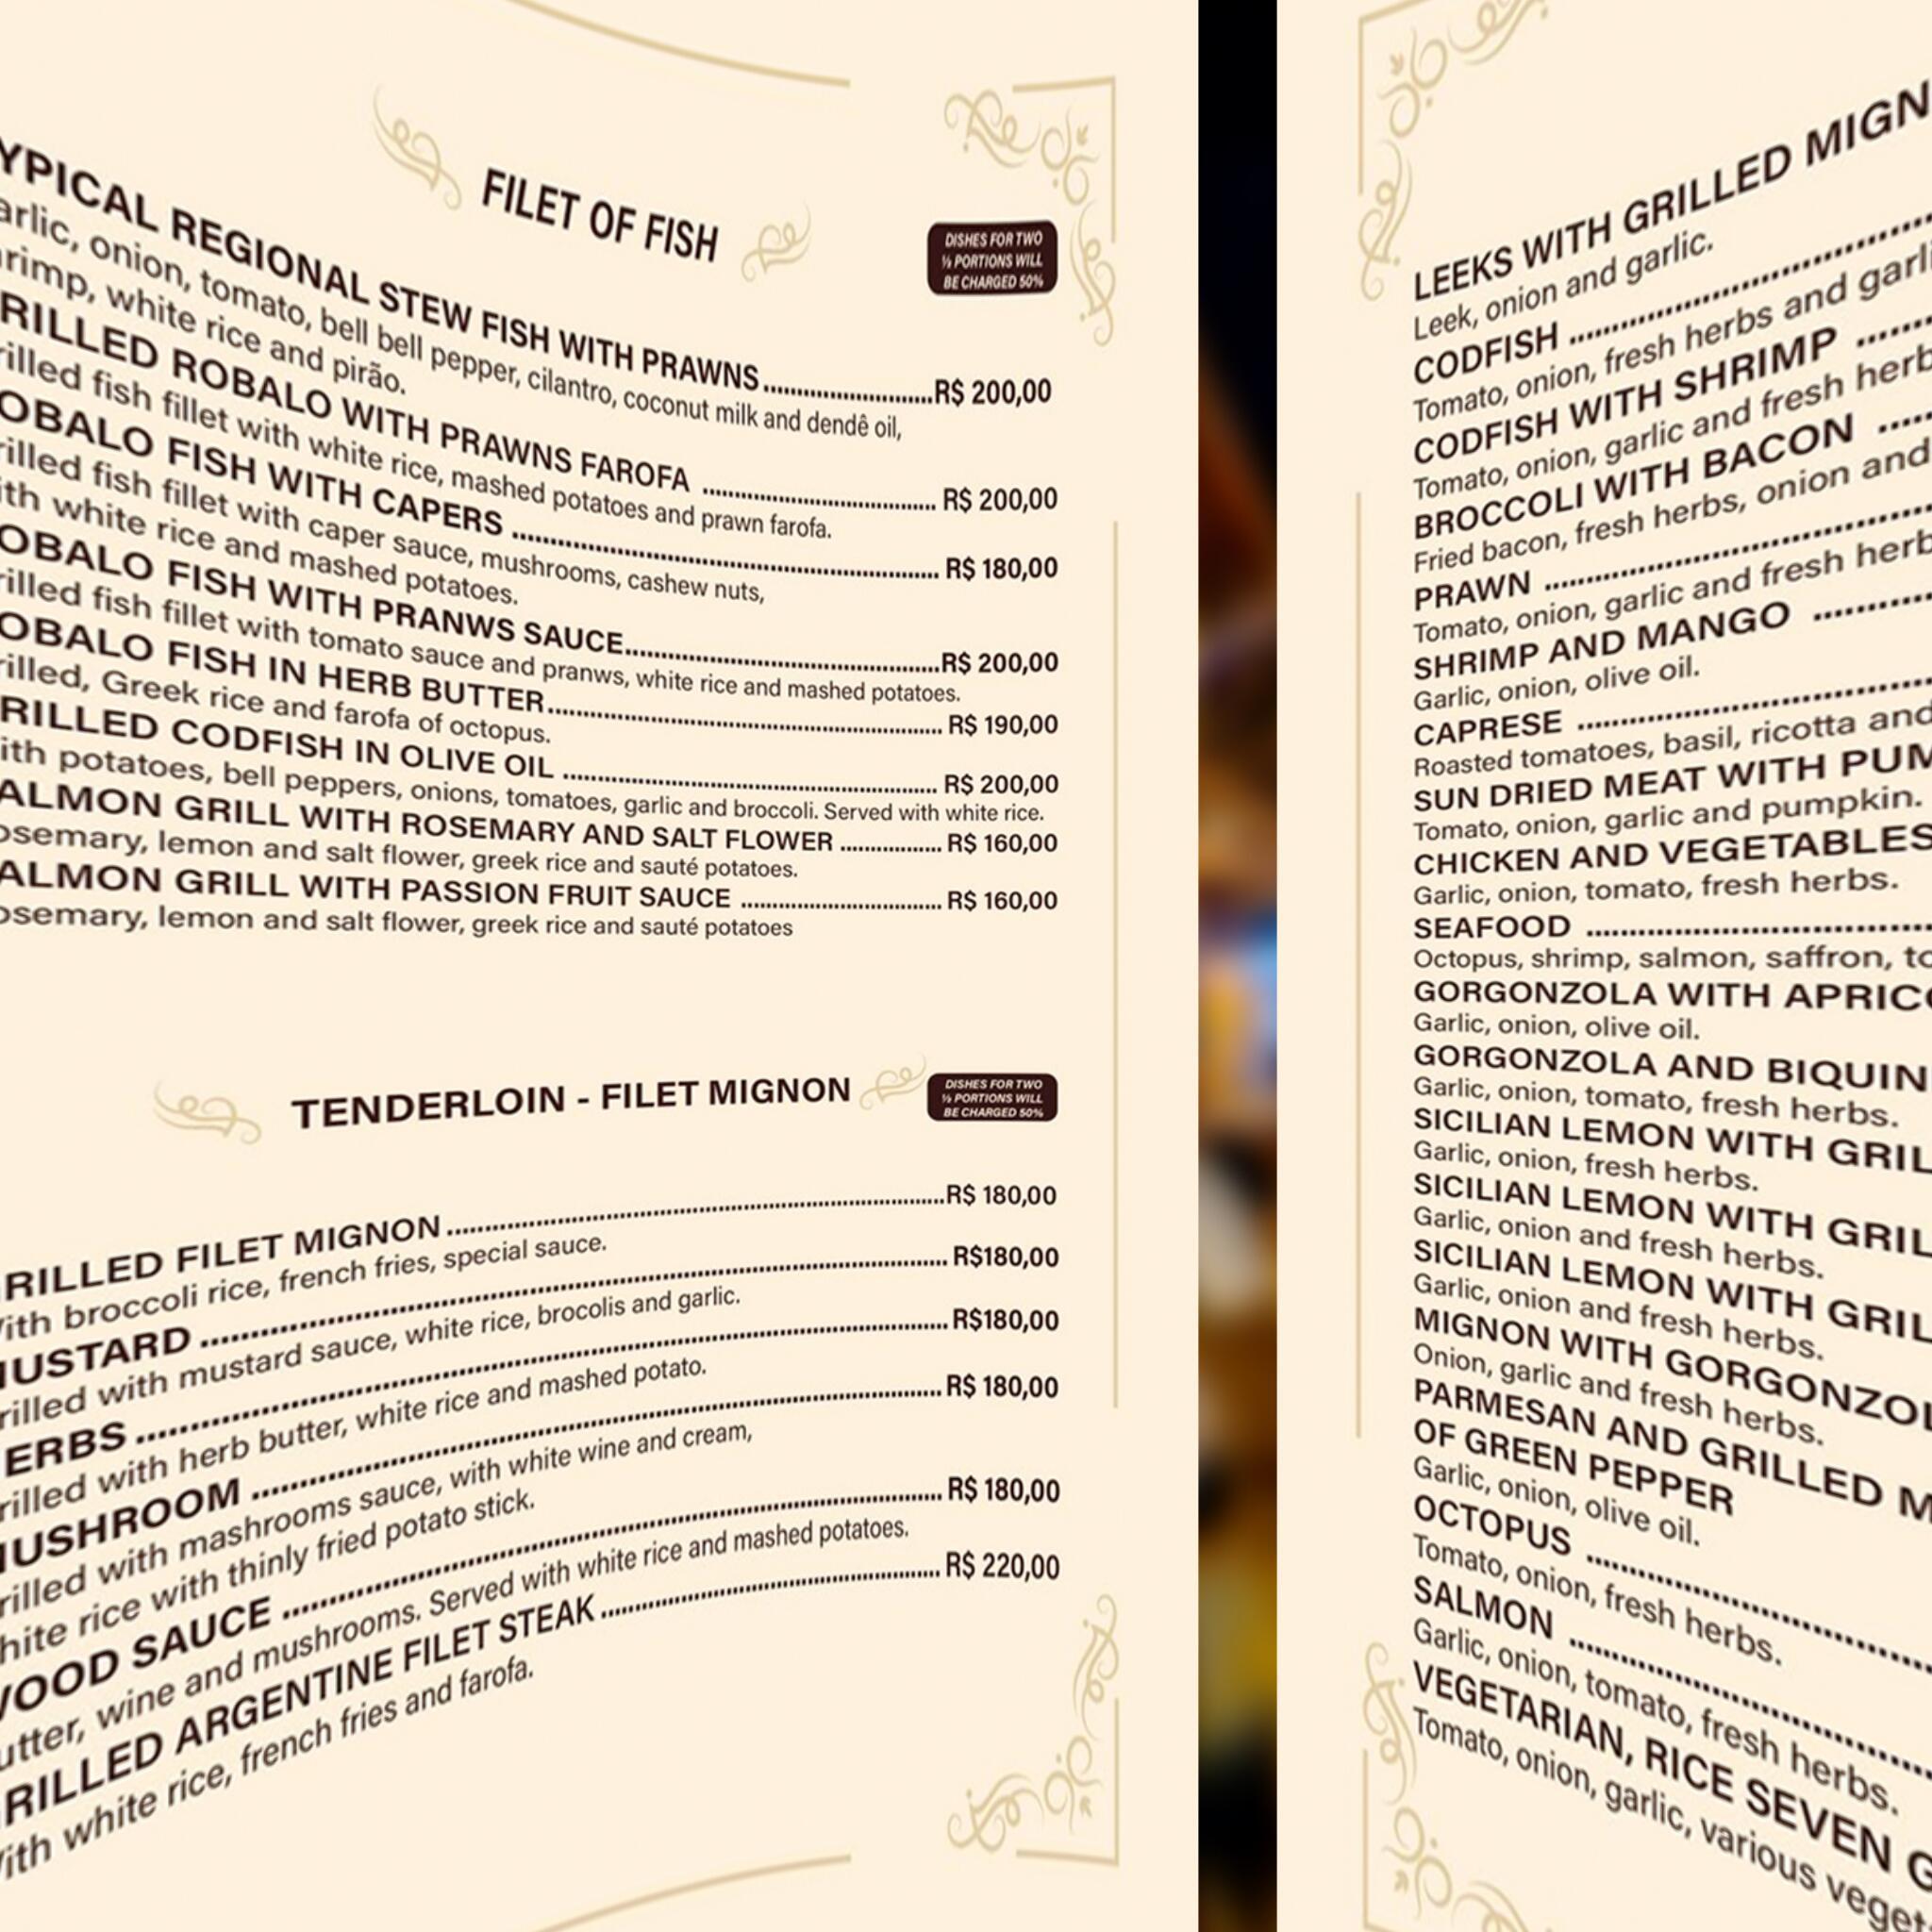 FILET OF FISH
DISHES FOR TWO
½ PORTIONS WILL
BE CHARGED 50%
YPICAL REGIONAL STEW FISH WITH PRAWNS R$ 200,00
arlic, onion, tomato, bell bell pepper, cilantro, coconut milk and dendê oil,
rimp, white rice and pirão.
RILLED ROBALO WITH PRAWNS FAROFA R$ 200,00
rilled fish fillet with white rice, mashed potatoes and prawn farofa.
OBALO FISH WITH CAPERS R$ 180,00
rilled fish fillet with caper sauce, mushrooms, cashew nuts,
ith white rice and mashed potatoes.
OBALO FISH WITH PRANWS SAUCE R$ 200,00
rilled fish fillet with tomato sauce and pranws, white rice and mashed potatoes.
OBALO FISH IN HERB BUTTER R$ 190,00
rilled, Greek rice and farofa of octopus.
RILLED CODFISH IN OLIVE OIL R$ 200,00
ith potatoes, bell peppers, onions, tomatoes, garlic and broccoli. Served with white rice.
ALMON GRILL WITH ROSEMARY AND SALT FLOWER R$ 160,00
osemary, lemon and salt flower, greek rice and sauté potatoes.
ALMON GRILL WITH PASSION FRUIT SAUCE R$ 160,00
osemary, lemon and salt flower, greek rice and sauté potatoes
TENDERLOIN - FILET MIGNON
DISHES FOR TWO
½ PORTIONS WILL
BE CHARGED 50%
RILLED FILET MIGNON R$ 180,00
ith broccoli rice, french fries, special sauce.
USTARD R$180,00
rilled with mustard sauce, white rice, brocolis and garlic.
ERBS R$180,00
rilled with herb butter, white rice and mashed potato.
USHROOM R$ 180,00
rilled with mashrooms sauce, with white wine and cream,
hite rice with thinly fried potato stick.
OOD SAUCE R$ 180,00
utter, wine and mushrooms. Served with white rice and mashed potatoes.
RILLED ARGENTINE FILET STEAK R$ 220,00
ith white rice, french fries and farofa.
LEEKS WITH GRILLED MIGN
Leek, onion and garlic.
CODFISH
Tomato, onion, fresh herbs and garli
CODFISH WITH SHRIMP
Tomato, onion, garlic and fresh herb
BROCCOLI WITH BACON
Fried bacon, fresh herbs, onion and
PRAWN
Tomato, onion, garlic and fresh herb
SHRIMP AND MANGO
Garlic, onion, olive oil.
CAPRESE
Roasted tomatoes, basil, ricotta and
SUN DRIED MEAT WITH PUM
Tomato, onion, garlic and pumpkin.
CHICKEN AND VEGETABLES
Garlic, onion, tomato, fresh herbs.
SEAFOOD
Octopus, shrimp, salmon, saffron, to
GORGONZOLA WITH APRIC
Garlic, onion, olive oil.
GORGONZOLA AND BIQUIN
Garlic, onion, tomato, fresh herbs.
SICILIAN LEMON WITH GRIL
Garlic, onion, fresh herbs.
SICILIAN LEMON WITH GRIL
Garlic, onion and fresh herbs.
SICILIAN LEMON WITH GRIL
Garlic, onion and fresh herbs.
MIGNON WITH GORGONZOL
Onion, garlic and fresh herbs.
PARMESAN AND GRILLED M
OF GREEN PEPPER
Garlic, onion, olive oil.
OCTOPUS
Tomato, onion, fresh herbs.
SALMON
Garlic, onion, tomato, fresh herbs.
VEGETARIAN, RICE SEVEN G
Tomato, onion, garlic, various veget